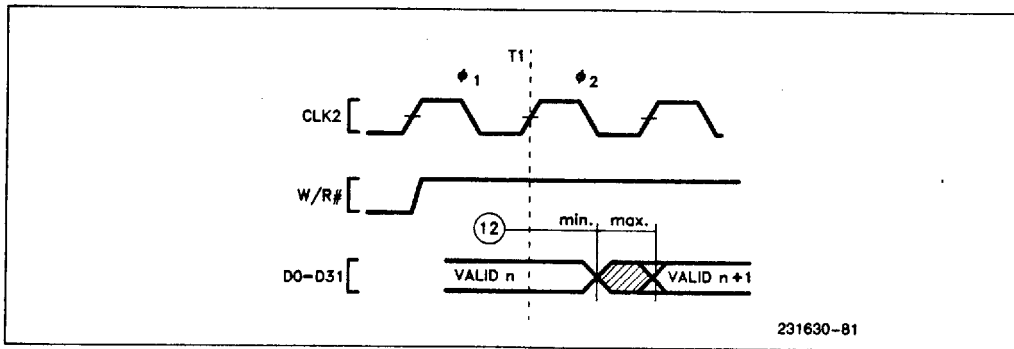 T1
φ1 φ2
CLK2
W/R#
12 min. max.
D0-D31 VALID n VALID n+1
231630-81